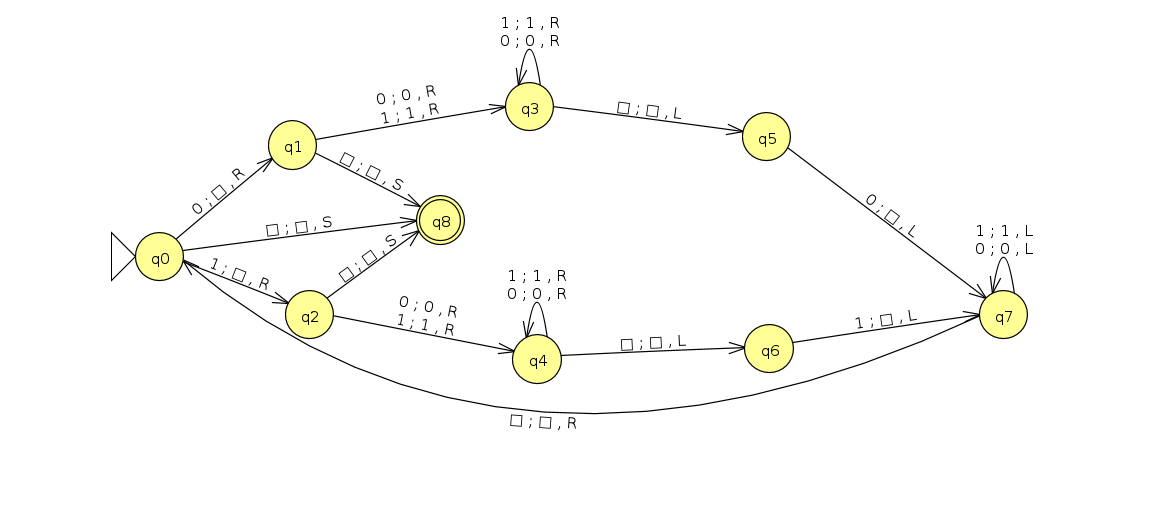 1 ; 1 , R
0 ; 0 , R
q3
0 ; 0 , R
1 ; 1 , R
□ ; □ , L
q5
q1
0 ; □ , R
□ ; □ , S
0 ; □ , L
q8
□ ; □ , S
q0
1 ; □ , R
□ ; □ , S
1 ; 1 , L
0 ; 0 , L
q7
1 ; 1 , R
0 ; 0 , R
q2
0 ; 0 , R
1 ; 1 , R
q4
□ ; □ , L
q6
1 ; □ , L
□ ; □ , R